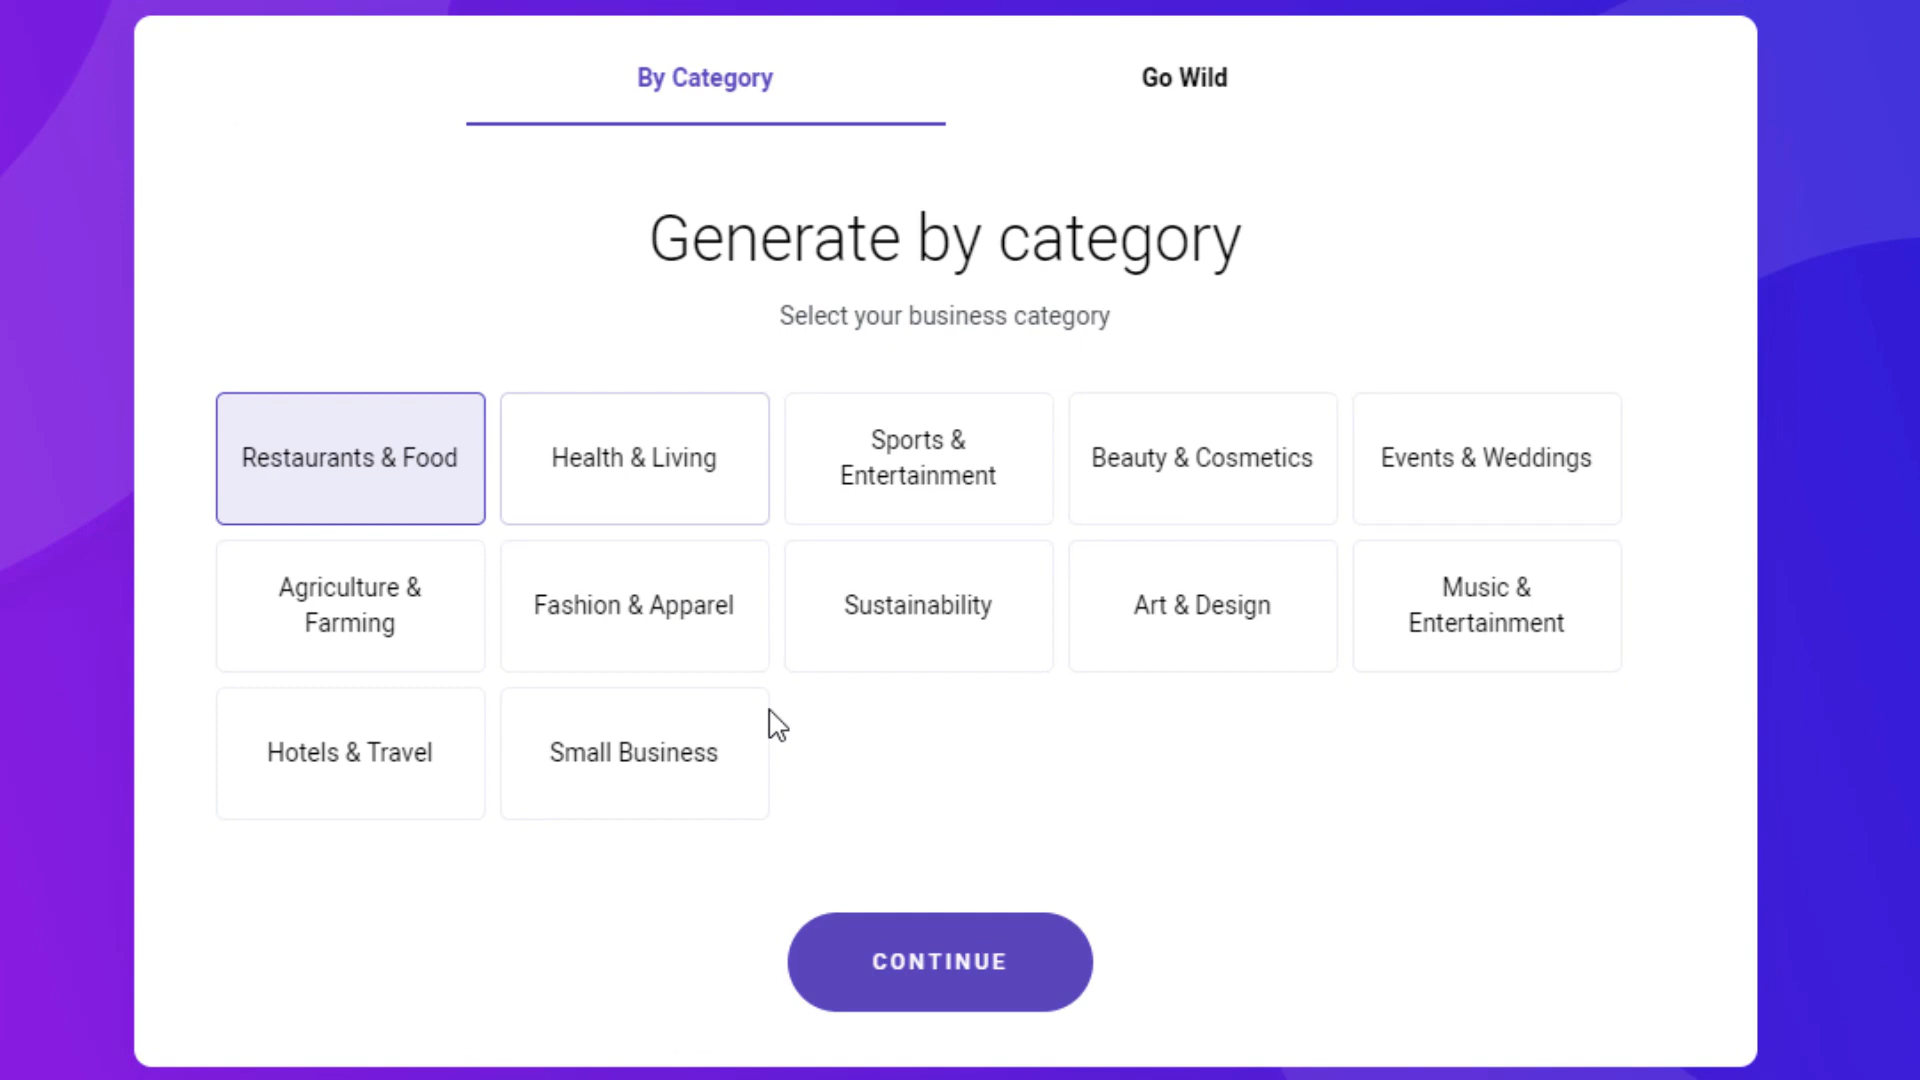 By Category
Go Wild
Generate by category
Select your business category
Restaurants & Food
Health & Living
Sports &
Entertainment
Beauty & Cosmetics
Events & Weddings
Agriculture &
Farming
Fashion & Apparel
Sustainability
Art & Design
Music &
Entertainment
Hotels & Travel
Small Business
CONTINUE